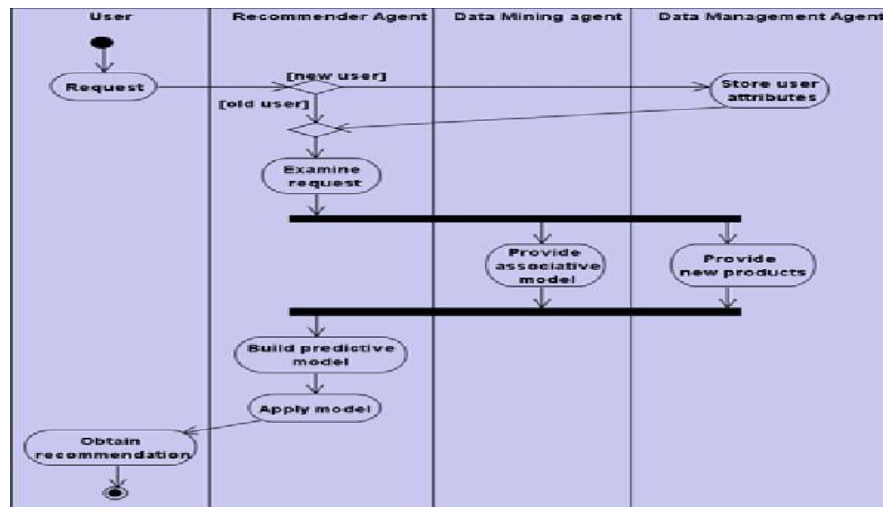 User
Recommender Agent
Data Mining agent
Data Management Agent
Request
[new user]
Store user
attributes
[old user]
Examine
request
Provide
associative
model
Provide
new products
Build predictive
model
Apply model
Obtain
recommendation